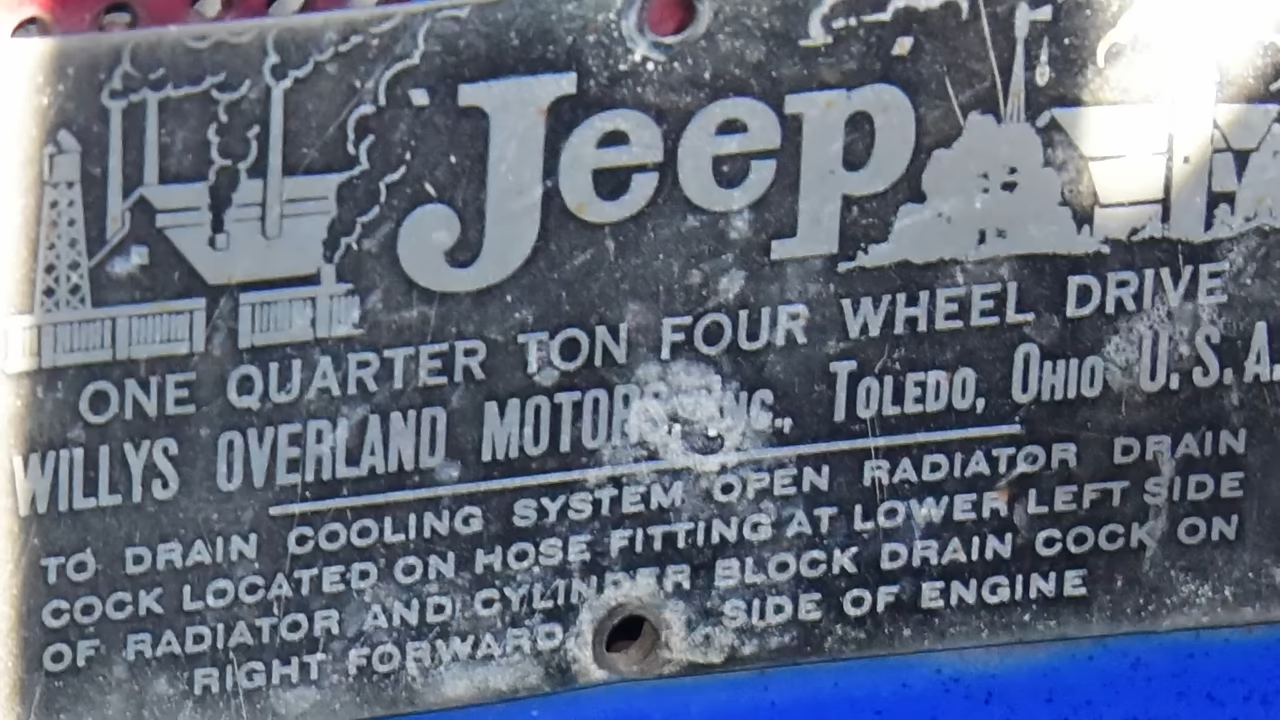 Jeep
ONE QUARTER TON FOUR WHEEL DRIVE
WILLYS OVERLAND MOTORS, INC., TOLEDO, OHIO U.S.A.
TO DRAIN COOLING SYSTEM OPEN RADIATOR DRAIN
COCK LOCATED ON HOSE FITTING AT LOWER LEFT SIDE
OF RADIATOR AND CYLINDER BLOCK DRAIN COCK ON
RIGHT FORWARD SIDE OF ENGINE